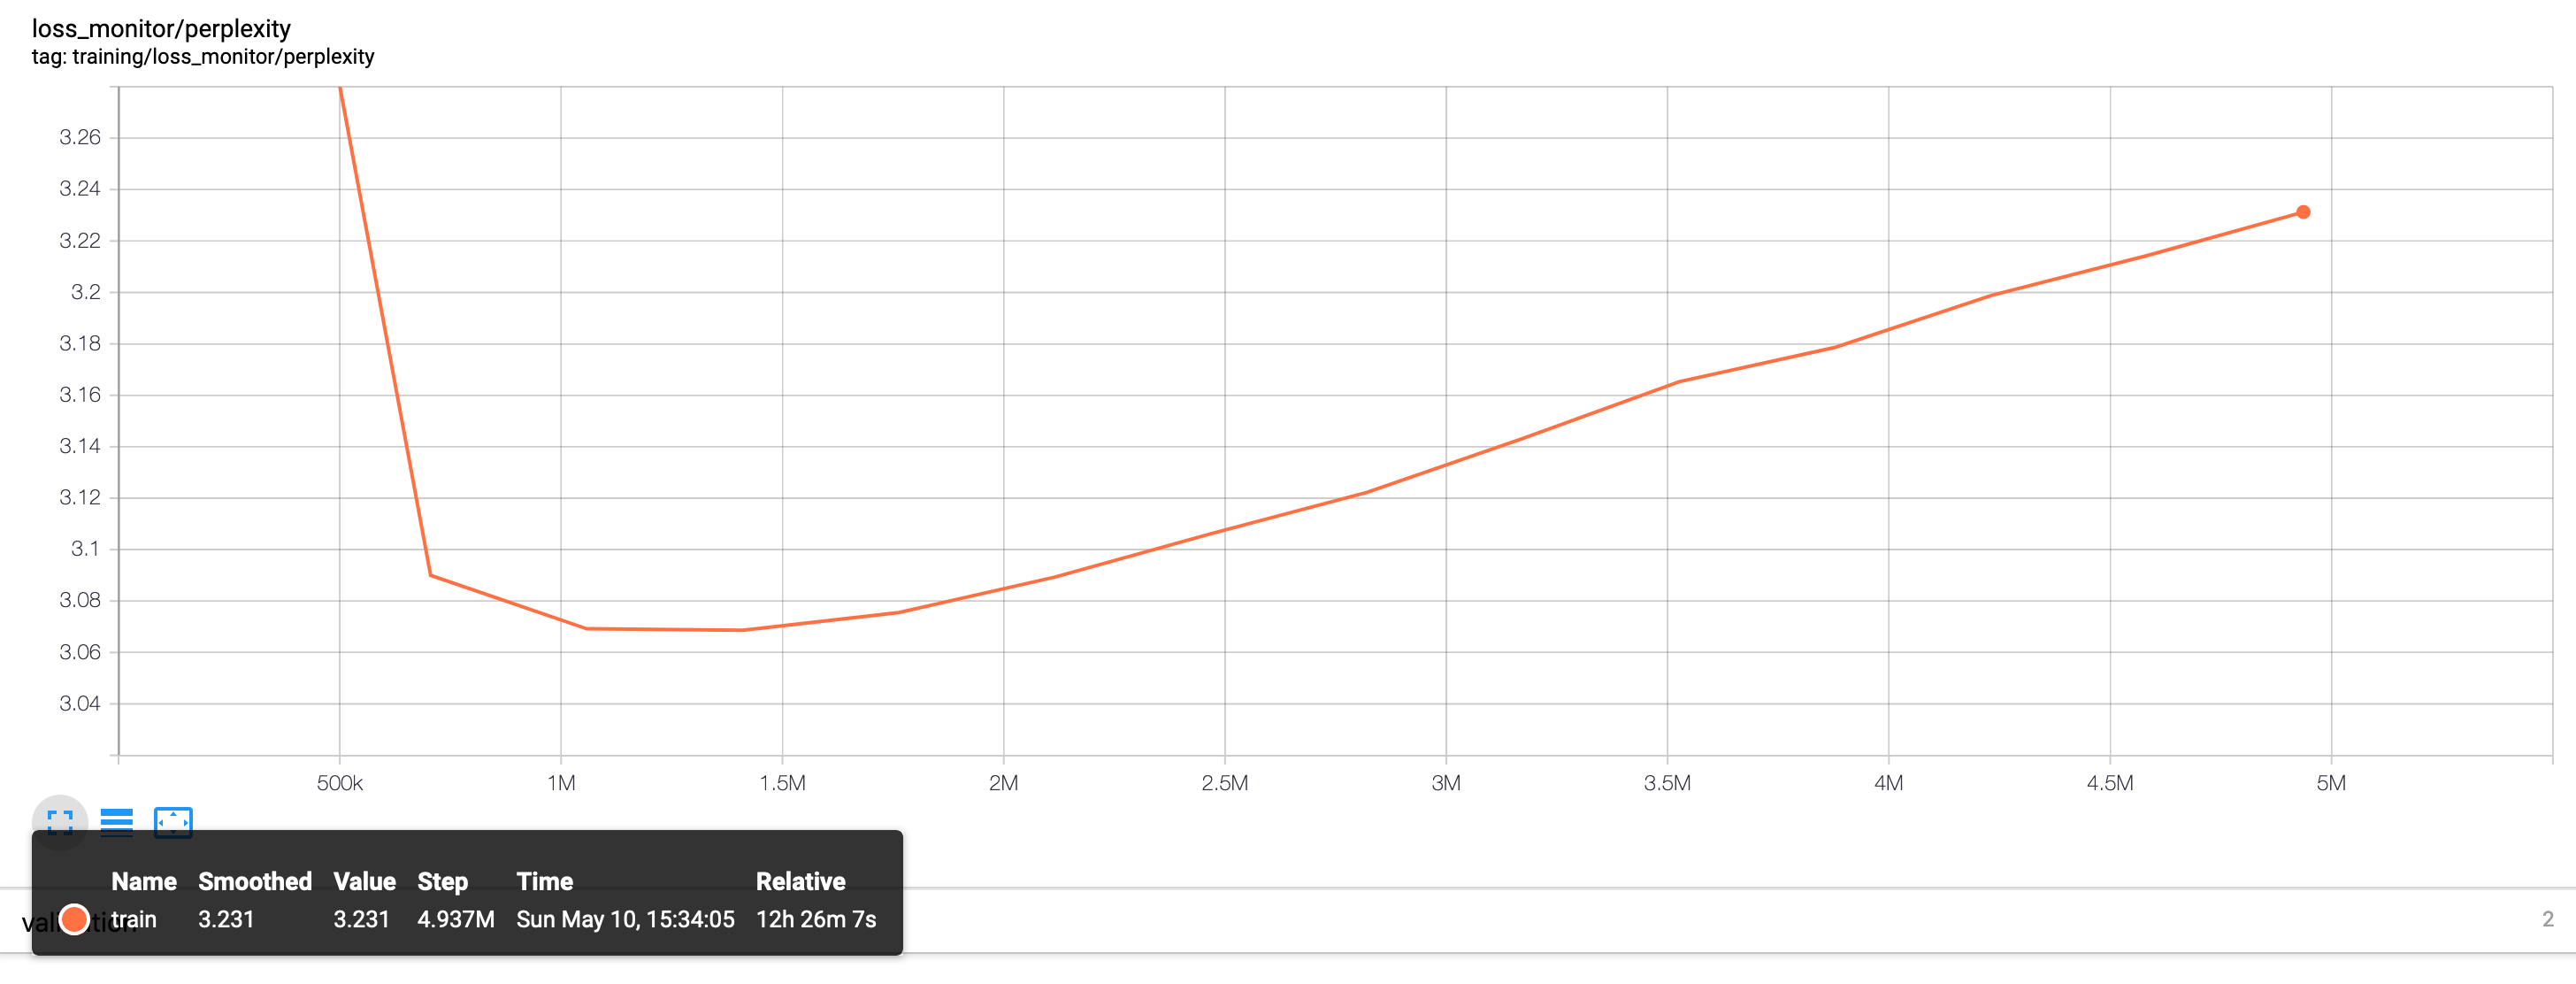 loss_monitor/perplexity
tag: training/loss_monitor/perplexity
3.26
3.24
3.22
3.2
3.18
3.16
3.14
3.12
3.1
3.08
3.06
3.04
500k 1M 1.5M 2M 2.5M 3M 3.5M 4M 4.5M 5M
Name Smoothed Value Step Time Relative
train 3.231 3.231 4.937M Sun May 10, 15:34:05 12h 26m 7s
2